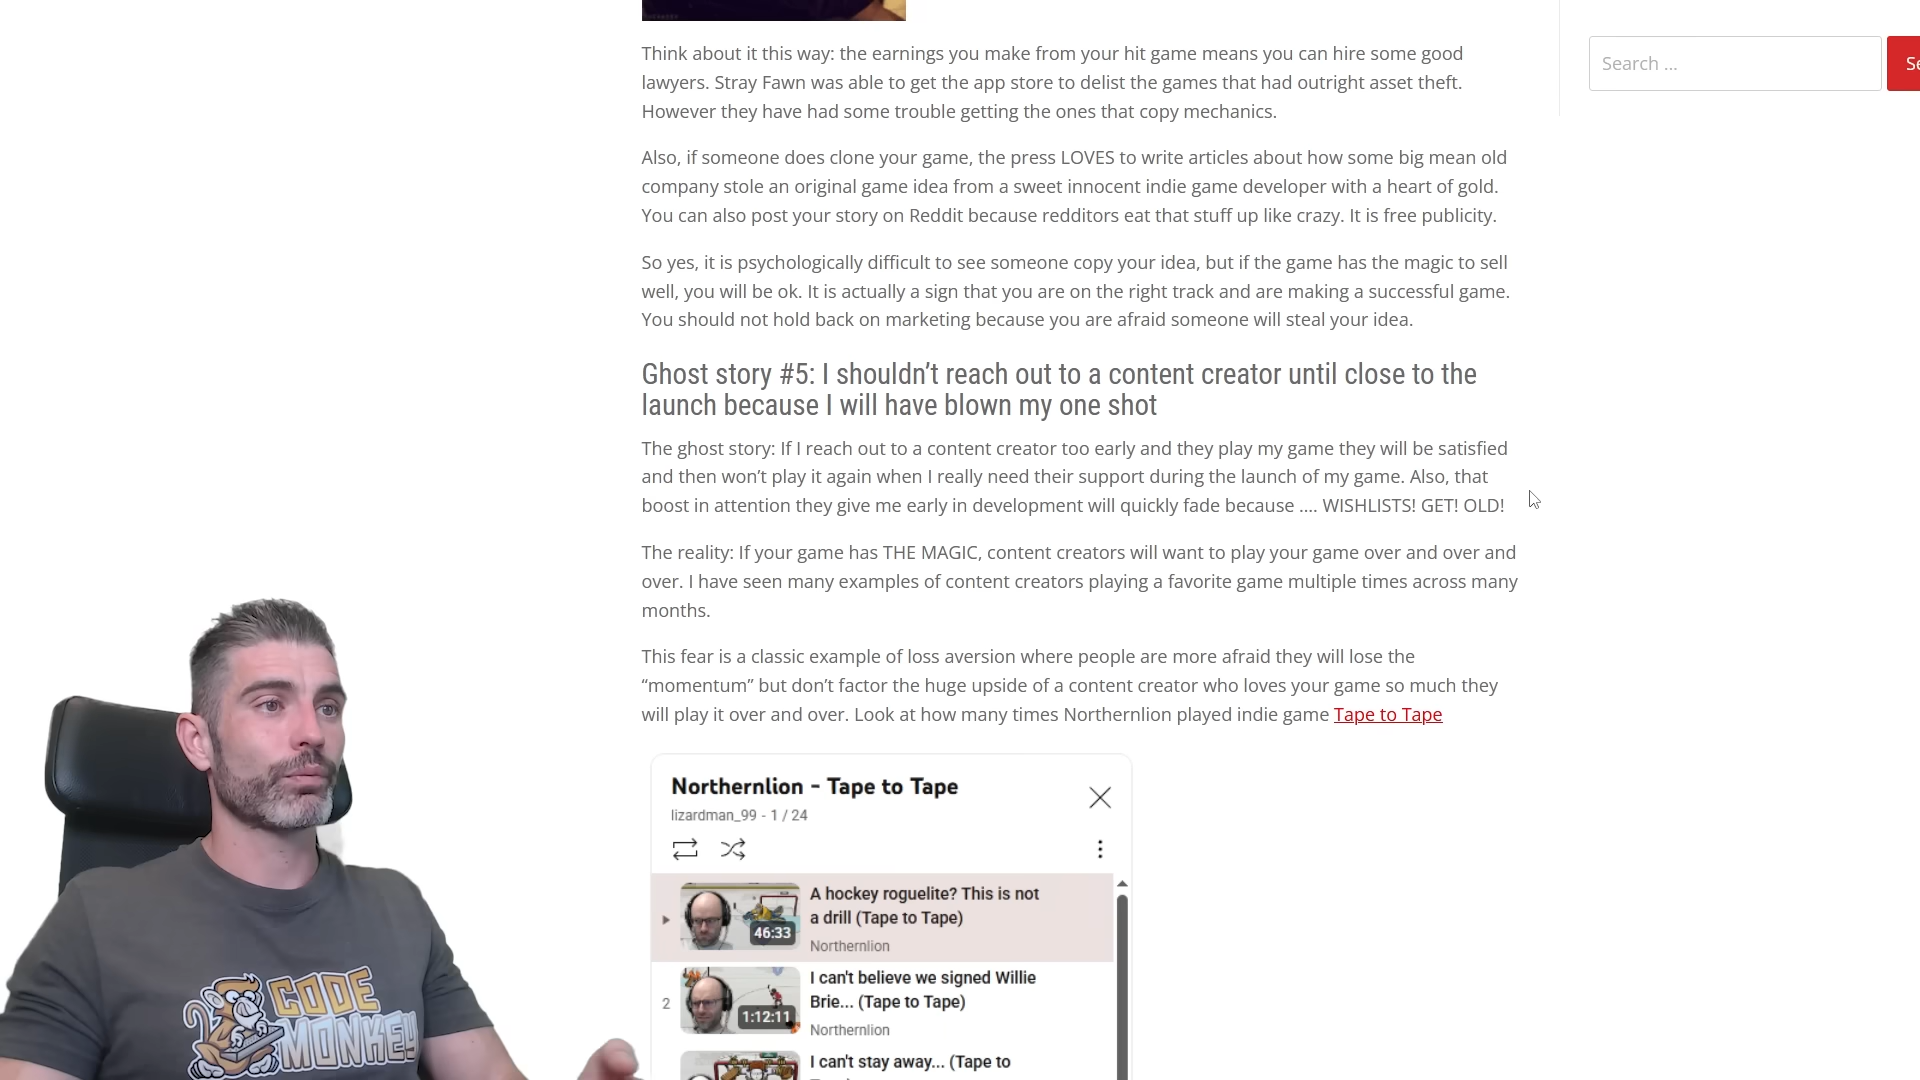 Think about it this way: the earnings you make from your hit game means you can hire some good
lawyers. Stray Fawn was able to get the app store to delist the games that had outright asset theft.
However they have had some trouble getting the ones that copy mechanics.
Also, if someone does clone your game, the press LOVES to write articles about how some big mean old
company stole an original game idea from a sweet innocent indie game developer with a heart of gold.
You can also post your story on Reddit because redditors eat that stuff up like crazy. It is free publicity.
So yes, it is psychologically difficult to see someone copy your idea, but if the game has the magic to sell
well, you will be ok. It is actually a sign that you are on the right track and are making a successful game.
You should not hold back on marketing because you are afraid someone will steal your idea.
Ghost story #5: I shouldn’t reach out to a content creator until close to the
launch because I will have blown my one shot
The ghost story: If I reach out to a content creator too early and they play my game they will be satisfied
and then won’t play it again when I really need their support during the launch of my game. Also, that
boost in attention they give me early in development will quickly fade because …. WISHLISTS! GET! OLD!
The reality: If your game has THE MAGIC, content creators will want to play your game over and over and
over. I have seen many examples of content creators playing a favorite game multiple times across many
months.
This fear is a classic example of loss aversion where people are more afraid they will lose the
“momentum” but don’t factor the huge upside of a content creator who loves your game so much they
will play it over and over. Look at how many times Northernlion played indie game Tape to Tape
Northernlion - Tape to Tape
lizardman_99 - 1 / 24
A hockey roguelite? This is not
a drill (Tape to Tape)
46:33
Northernlion
2
I can't believe we signed Willie
Brie... (Tape to Tape)
1:12:11
Northernlion
I can't stay away... (Tape to
Search …
Se
CODE
MONKEY